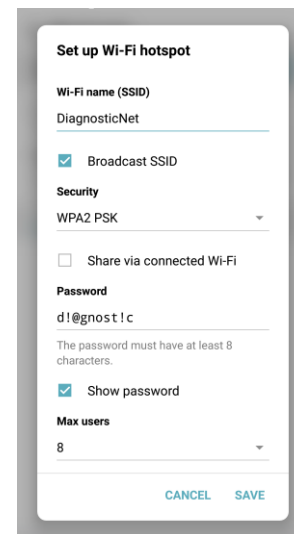 Set up Wi-Fi hotspot
Wi-Fi name (SSID)
DiagnosticNet
Broadcast SSID
Security
WPA2 PSK
Share via connected Wi-Fi
Password
d!@gnost!c
The password must have at least 8
characters.
Show password
Max users
8
CANCEL SAVE